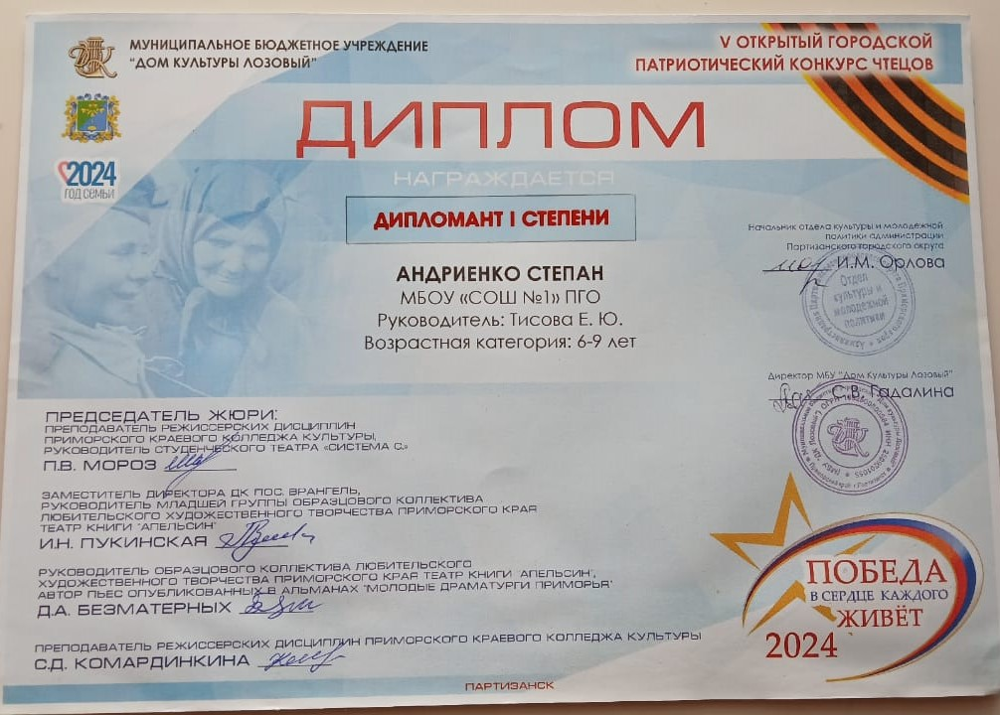 МУНИЦИПАЛЬНОЕ БЮДЖЕТНОЕ УЧРЕЖДЕНИЕ
"ДОМ КУЛЬТУРЫ ЛОЗОВЫЙ"
V ОТКРЫТЫЙ ГОРОДСКОЙ
ПАТРИОТИЧЕСКИЙ КОНКУРС ЧТЕЦОВ
2024
ГОД СЕМЬИ
ДИПЛОМ
НАГРАЖДАЕТСЯ
ДИПЛОМАНТ I СТЕПЕНИ
АНДРИЕНКО СТЕПАН
МБОУ «СОШ №1» ПГО
Руководитель: Тисова Е. Ю.
Возрастная категория: 6-9 лет
Начальник отдела культуры и молодежной
политики администрации
Партизанского городского округа
И.М. Орлова
Отдел
культуры и
молодежной
политики
Директор МБУ "Дом Культуры Лозовый"
С.В. Гадалина
ПРЕДСЕДАТЕЛЬ ЖЮРИ:
ПРЕПОДАВАТЕЛЬ РЕЖИССЕРСКИХ ДИСЦИПЛИН
ПРИМОРСКОГО КРАЕВОГО КОЛЛЕДЖА КУЛЬТУРЫ,
РУКОВОДИТЕЛЬ СТУДЕНЧЕСКОГО ТЕАТРА «СИСТЕМА С.»
П.В. МОРОЗ
ЗАМЕСТИТЕЛЬ ДИРЕКТОРА ДК ПОС. ВРАНГЕЛЬ,
РУКОВОДИТЕЛЬ МЛАДШЕЙ ГРУППЫ ОБРАЗЦОВОГО КОЛЛЕКТИВА
ЛЮБИТЕЛЬСКОГО ХУДОЖЕСТВЕННОГО ТВОРЧЕСТВА ПРИМОРСКОГО КРАЯ
ТЕАТР КНИГИ "АПЕЛЬСИН"
И.Н. ПУКИНСКАЯ
РУКОВОДИТЕЛЬ ОБРАЗЦОВОГО КОЛЛЕКТИВА ЛЮБИТЕЛЬСКОГО
ХУДОЖЕСТВЕННОГО ТВОРЧЕСТВА ПРИМОРСКОГО КРАЯ ТЕАТР КНИГИ "АПЕЛЬСИН",
АВТОР ПЬЕС ОПУБЛИКОВАННЫХ В АЛЬМАНАХ "МОЛОДЫЕ ДРАМАТУРГИ ПРИМОРЬЯ"
Д.А. БЕЗМАТЕРНЫХ
ПРЕПОДАВАТЕЛЬ РЕЖИССЕРСКИХ ДИСЦИПЛИН ПРИМОРСКОГО КРАЕВОГО КОЛЛЕДЖА КУЛЬТУРЫ
С.Д. КОМАРДИНКИНА
ПОБЕДА
В СЕРДЦЕ КАЖДОГО
ЖИВЁТ
2024
ПАРТИЗАНСК